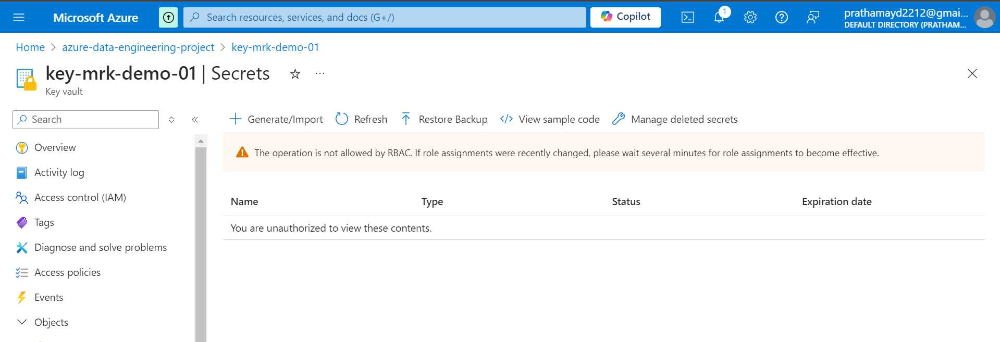 Microsoft Azure
Search resources, services, and docs (G+/)
Copilot
1
prathamayd2212@gmai...
DEFAULT DIRECTORY (PRATHAM...
Home > azure-data-engineering-project > key-mrk-demo-01
key-mrk-demo-01 | Secrets
Key vault
Search
Generate/Import
Refresh
Restore Backup
View sample code
Manage deleted secrets
Overview
Activity log
Access control (IAM)
Tags
Diagnose and solve problems
Access policies
Events
Objects
The operation is not allowed by RBAC. If role assignments were recently changed, please wait several minutes for role assignments to become effective.
Name Type Status Expiration date
You are unauthorized to view these contents.